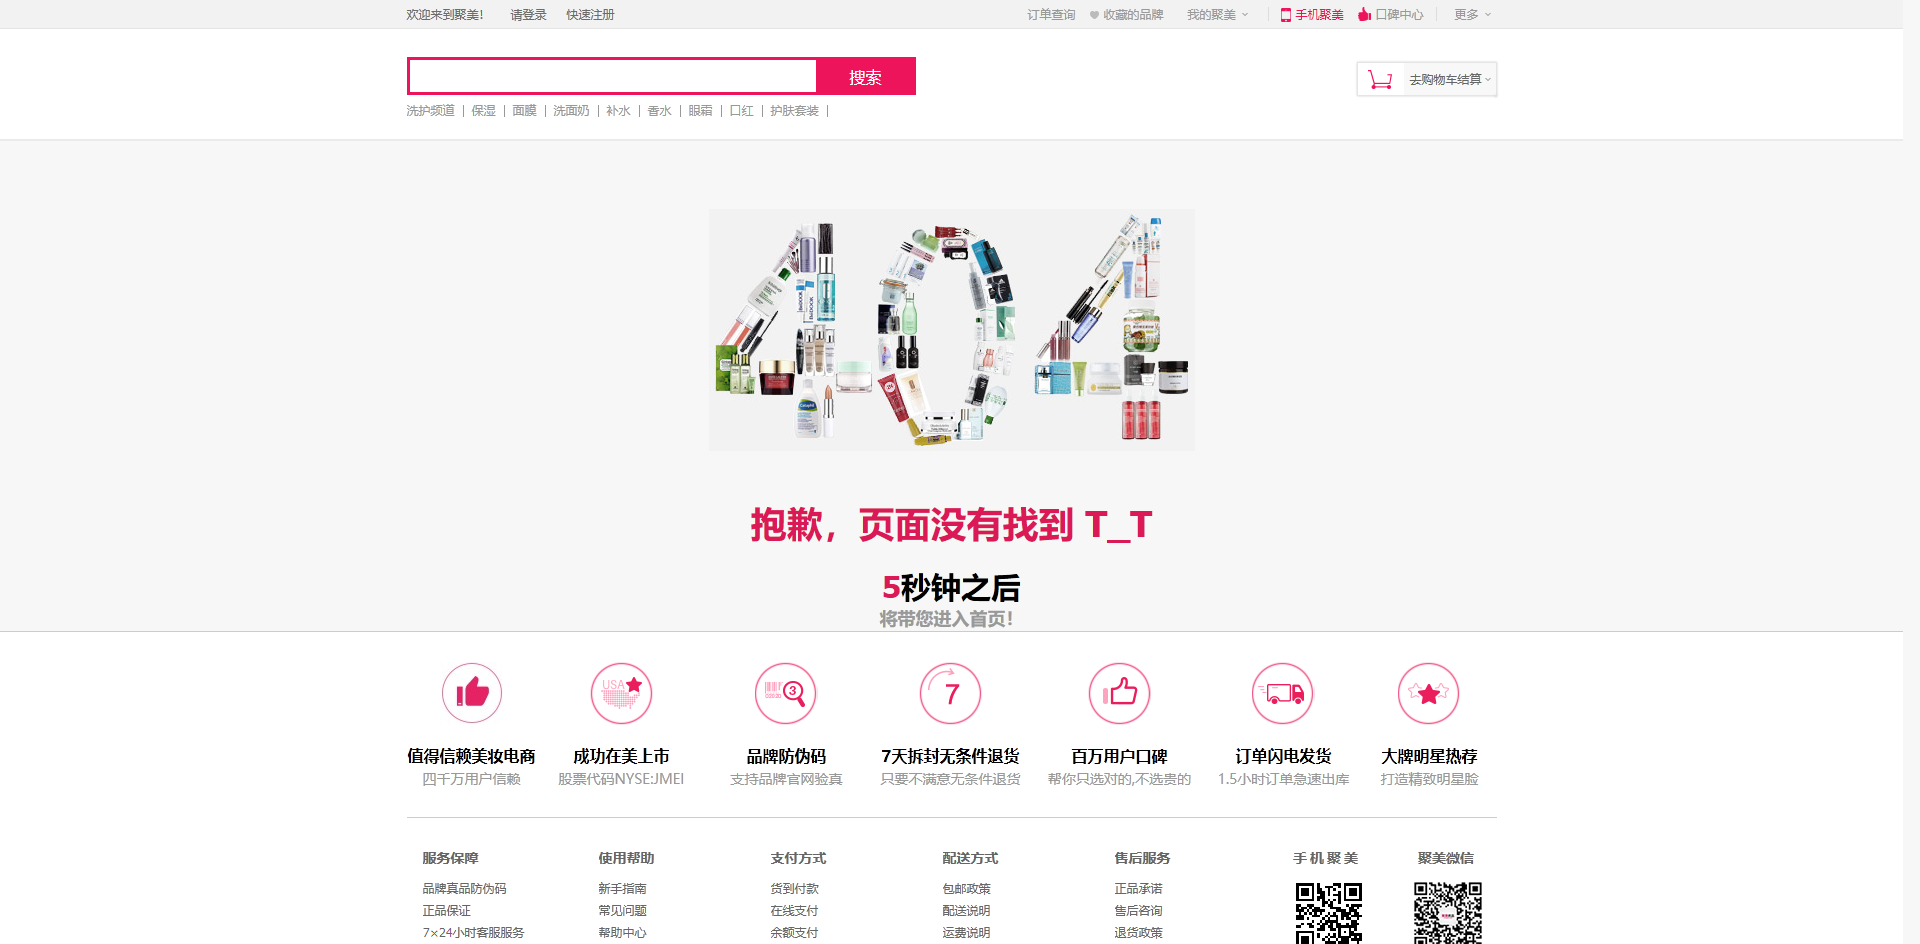 欢迎来到聚美! 请登录 快速注册 订单查询 收藏的品牌 我的聚美 手机聚美 口碑中心 更多
搜索 去购物车结算
洗护频道 | 保湿 | 面膜 | 洗面奶 | 补水 | 香水 | 眼霜 | 口红 | 护肤套装 |
抱歉，页面没有找到 T_T
5秒钟之后
将带您进入首页！
USA 3 7
值得信赖美妆电商 成功在美上市 品牌防伪码 7天拆封无条件退货 百万用户口碑 订单闪电发货 大牌明星热荐
四千万用户信赖 股票代码NYSE:JMEI 支持品牌官网验真 只要不满意无条件退货 帮你只选对的,不选贵的 1.5小时订单急速出库 打造精致明星脸
服务保障 使用帮助 支付方式 配送方式 售后服务 手机聚美 聚美微信
品牌真品防伪码 新手指南 货到付款 包邮政策 正品承诺
正品保证 常见问题 在线支付 配送说明 售后咨询
7×24小时客服服务 帮助中心 余额支付 运费说明 退货政策